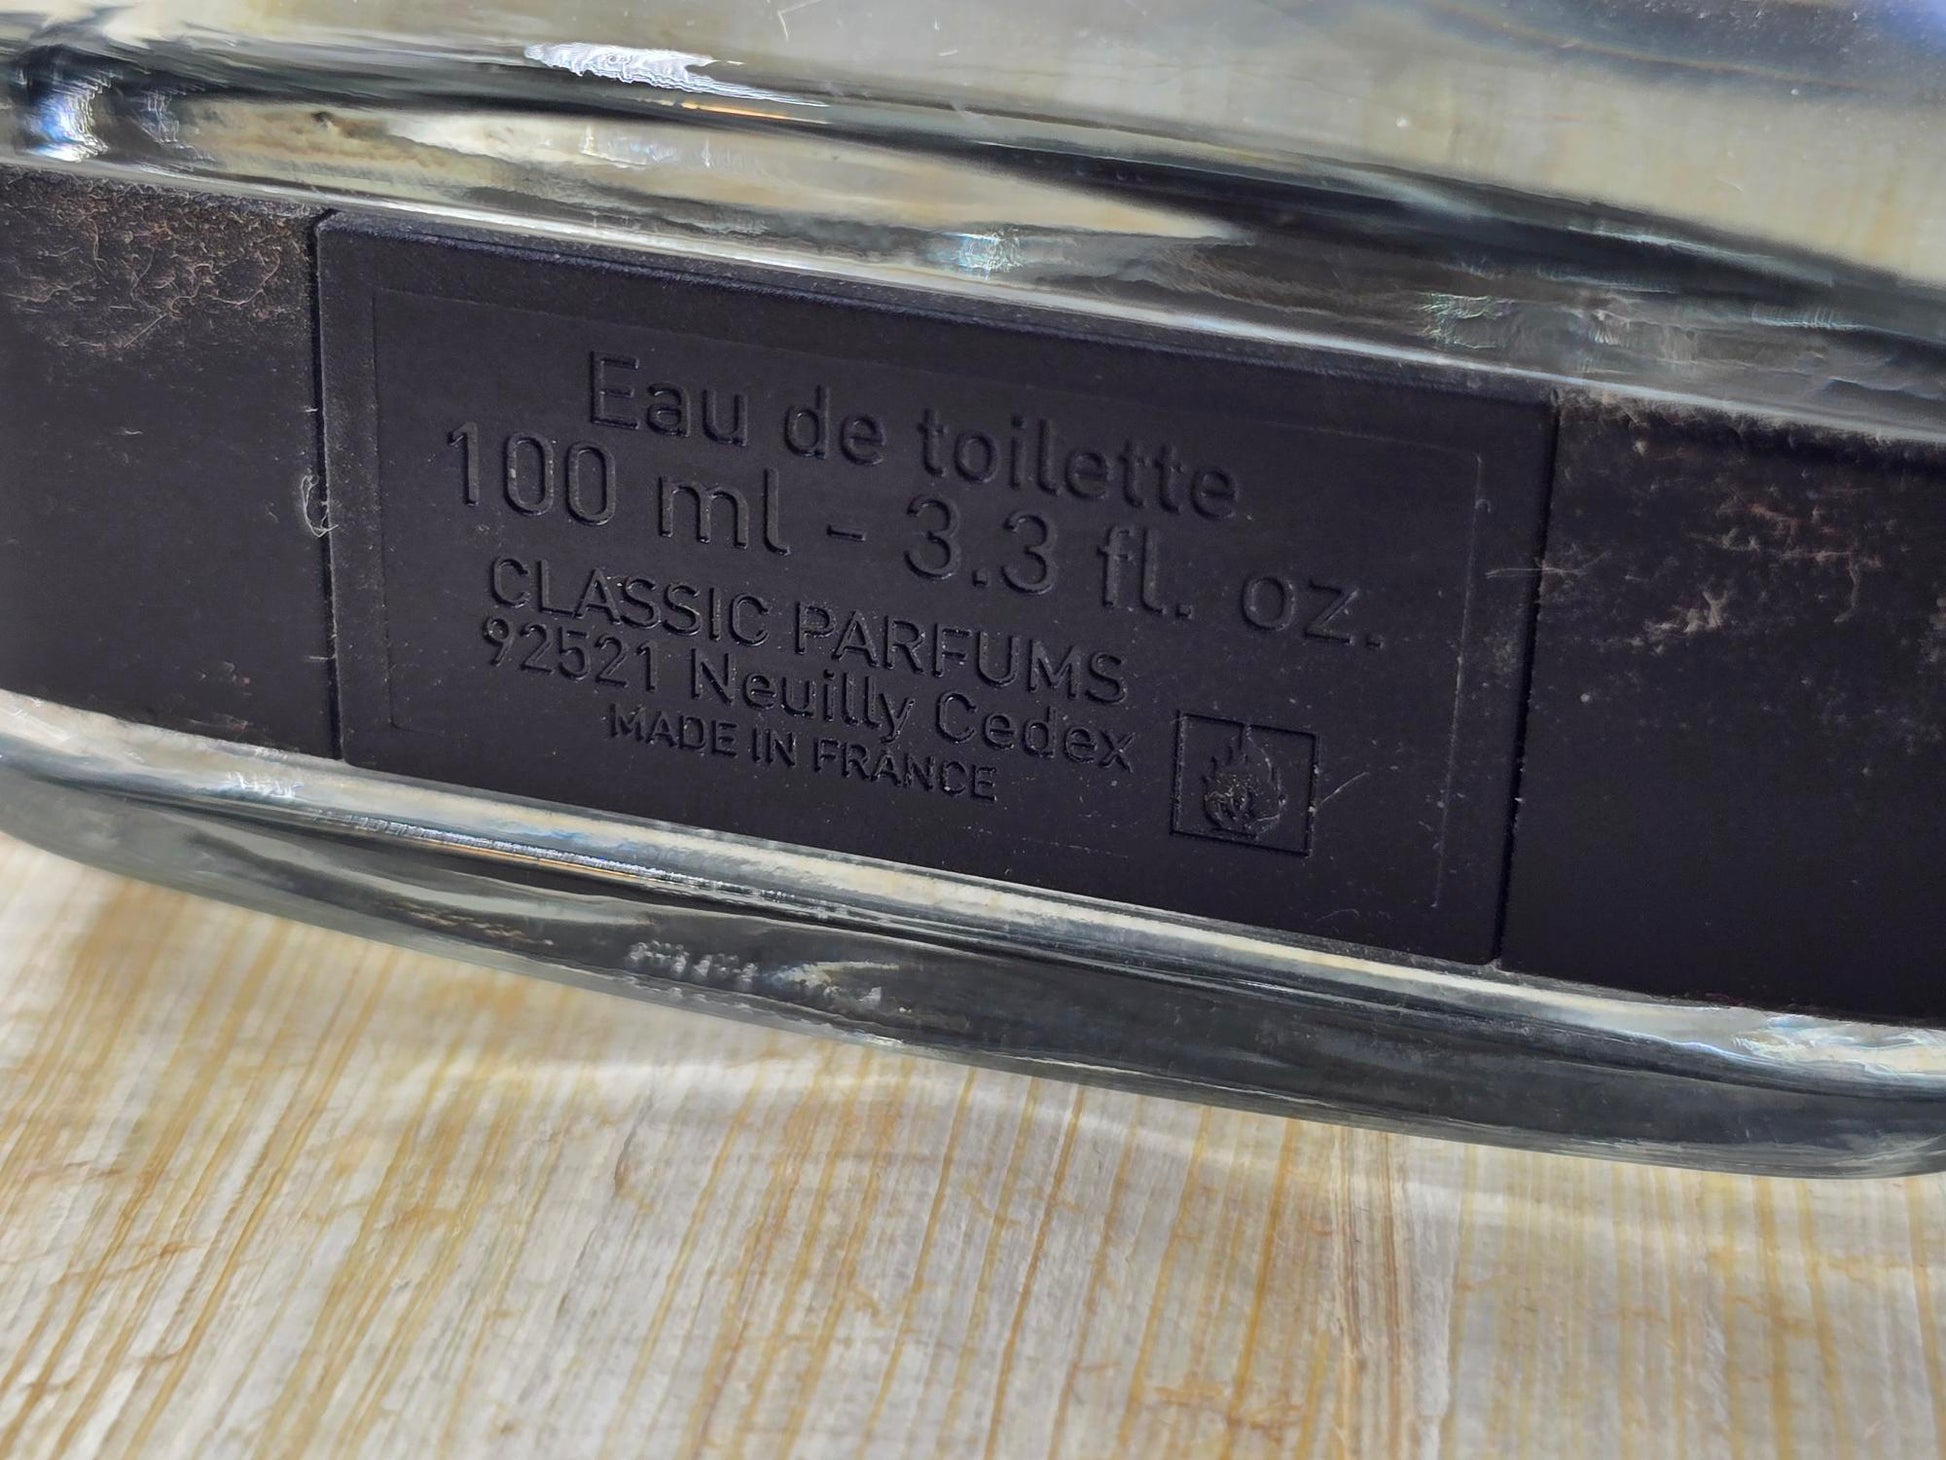 Eau de toilette
100 ml - 3.3 fl. oz.
CLASSIC PARFUMS
92521 Neuilly Cedex
MADE IN FRANCE